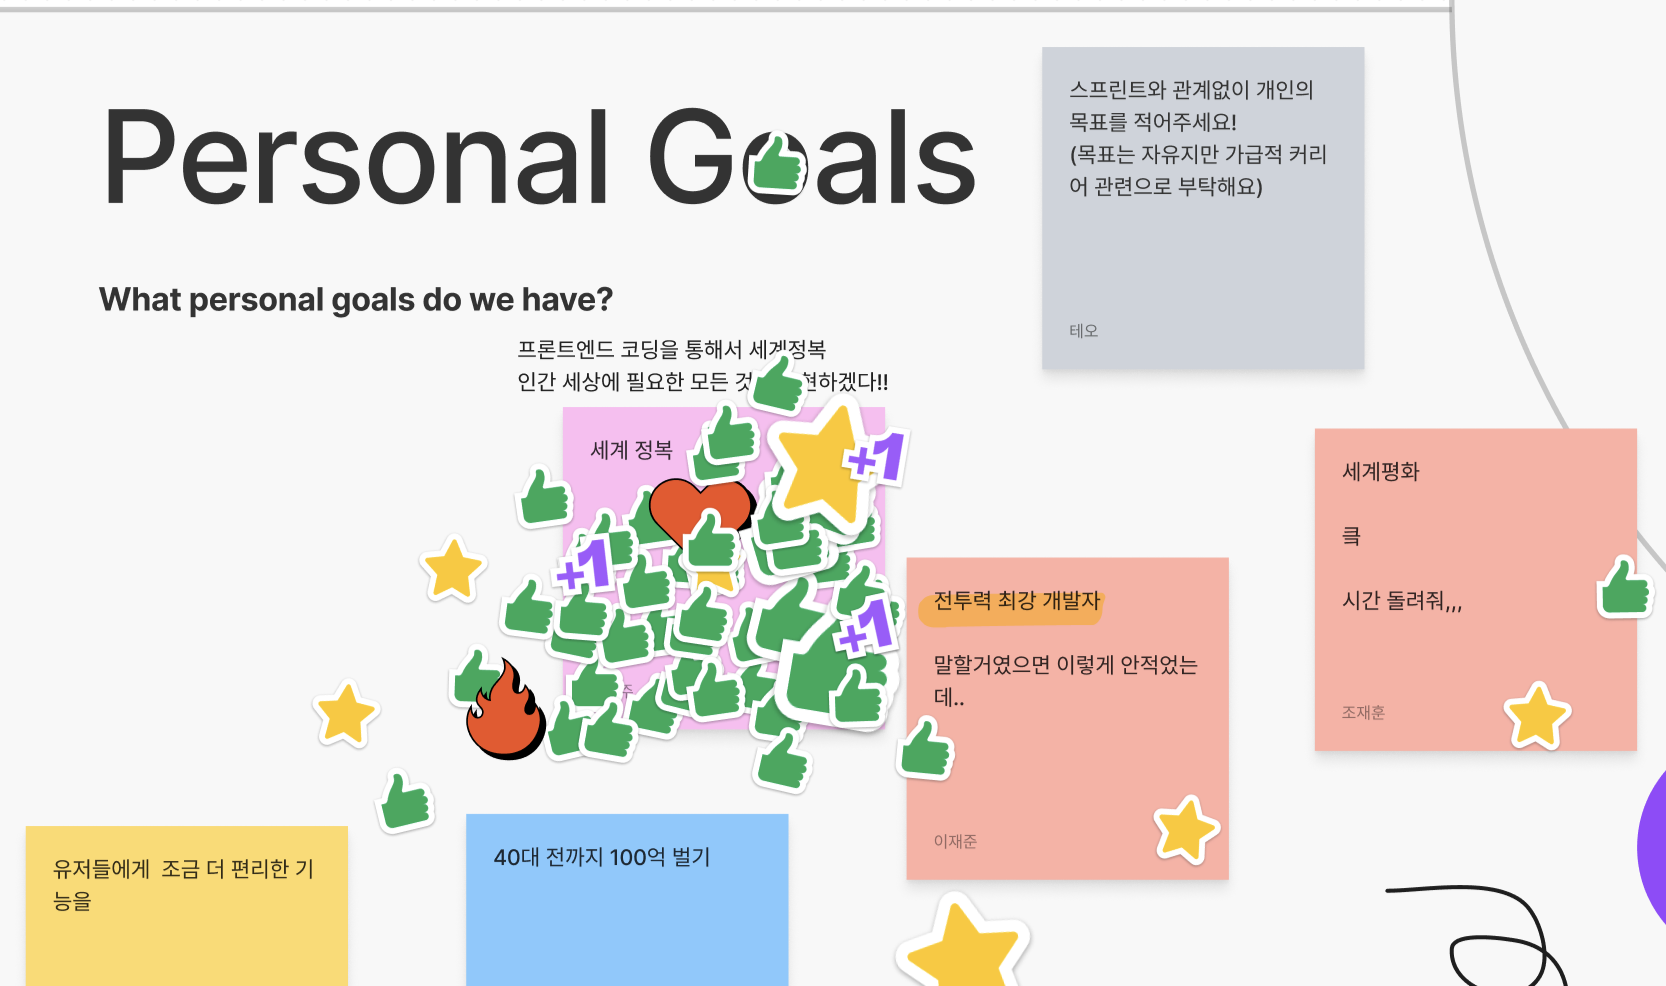 Personal Goals
What personal goals do we have?
스프린트와 관계없이 개인의
목표를 적어주세요!
(목표는 자유지만 가급적 커리
어 관련으로 부탁해요)
테오
프론트엔드 코딩을 통해서 세계정복
인간 세상에 필요한 모든 현하겠다!!
세계 정복
+1
+1
+1
세계평화
킄
시간 돌려줘,,,
조재훈
전투력 최강 개발자
말할거였으면 이렇게 안적었는
데..
이재준
유저들에게 조금 더 편리한 기
능을
40대 전까지 100억 벌기